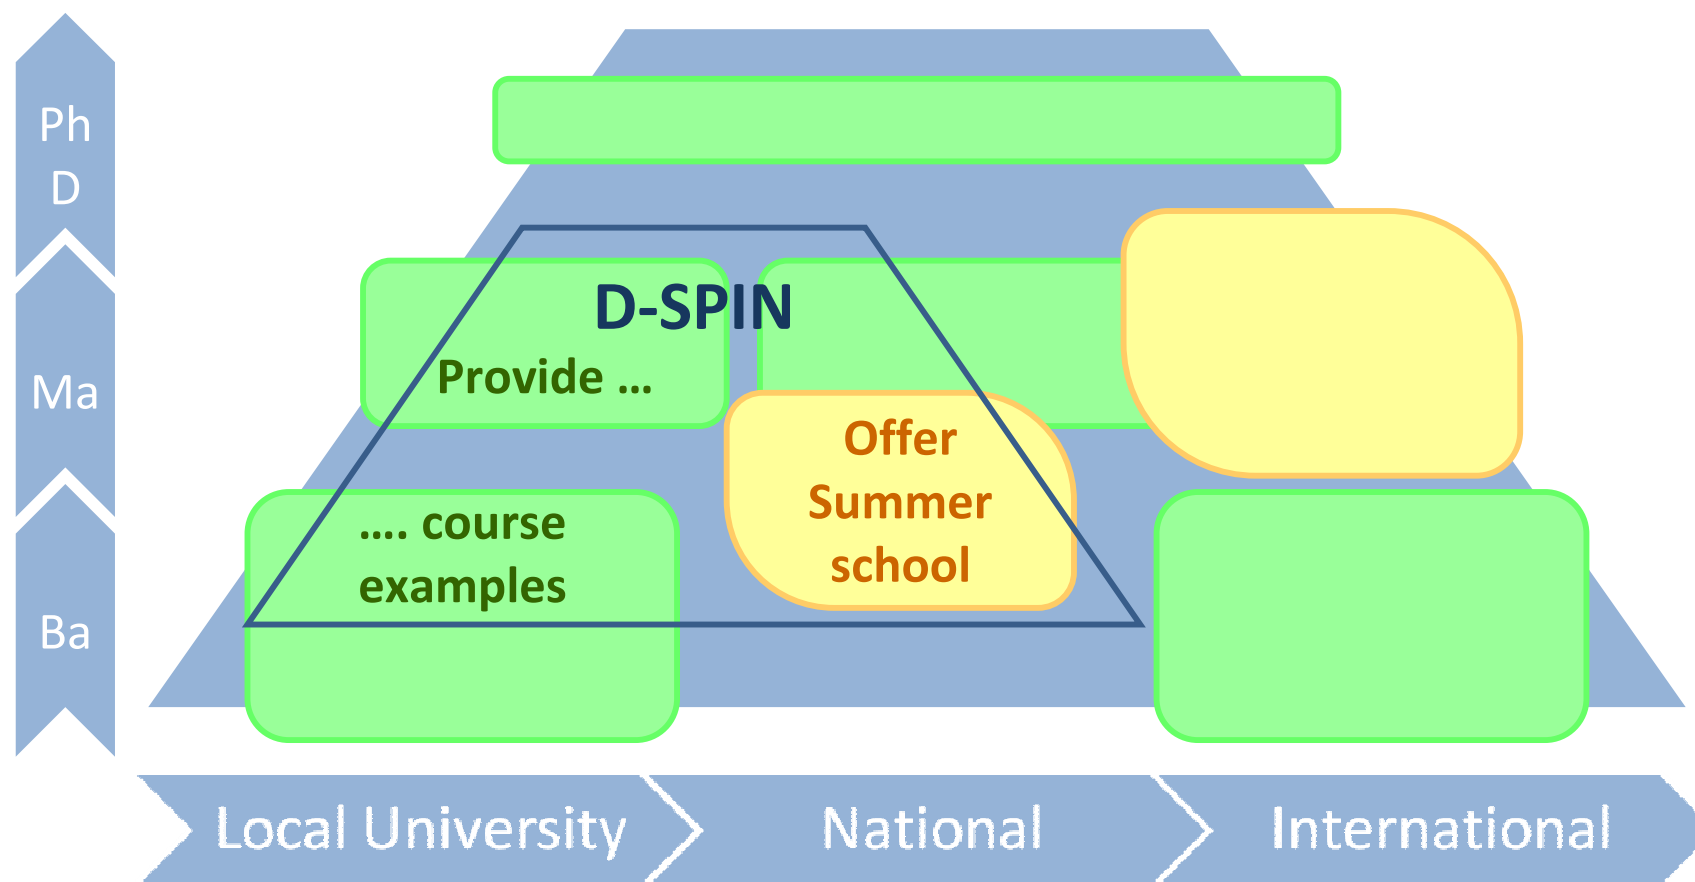 Ph
D
D-SPIN
Provide ...
Ma
Offer
Summer
school
.... course
examples
Ba
Local University
National
International